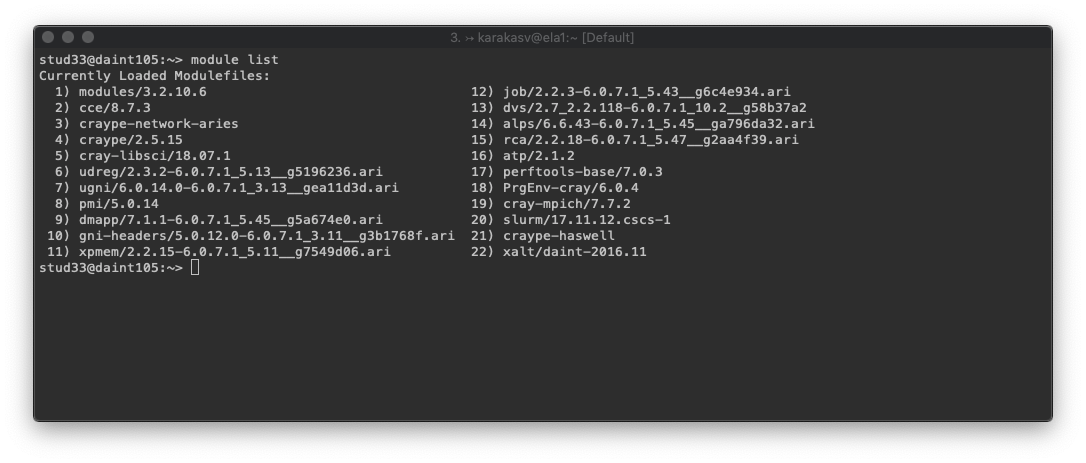 3. ↣ karakasv@ela1:~ [Default]
stud33@daint105:~> module list
Currently Loaded Modulefiles:
1) modules/3.2.10.6 12) job/2.2.3-6.0.7.1_5.43__g6c4e934.ari
2) cce/8.7.3 13) dvs/2.7_2.2.118-6.0.7.1_10.2__g58b37a2
3) craype-network-aries 14) alps/6.6.43-6.0.7.1_5.45__ga796da32.ari
4) craype/2.5.15 15) rca/2.2.18-6.0.7.1_5.47__g2aa4f39.ari
5) cray-libsci/18.07.1 16) atp/2.1.2
6) udreg/2.3.2-6.0.7.1_5.13__g5196236.ari 17) perftools-base/7.0.3
7) ugni/6.0.14.0-6.0.7.1_3.13__gea11d3d.ari 18) PrgEnv-cray/6.0.4
8) pmi/5.0.14 19) cray-mpich/7.7.2
9) dmapp/7.1.1-6.0.7.1_5.45__g5a674e0.ari 20) slurm/17.11.12.cscs-1
10) gni-headers/5.0.12.0-6.0.7.1_3.11__g3b1768f.ari 21) craype-haswell
11) xpmem/2.2.15-6.0.7.1_5.11__g7549d06.ari 22) xalt/daint-2016.11
stud33@daint105:~>